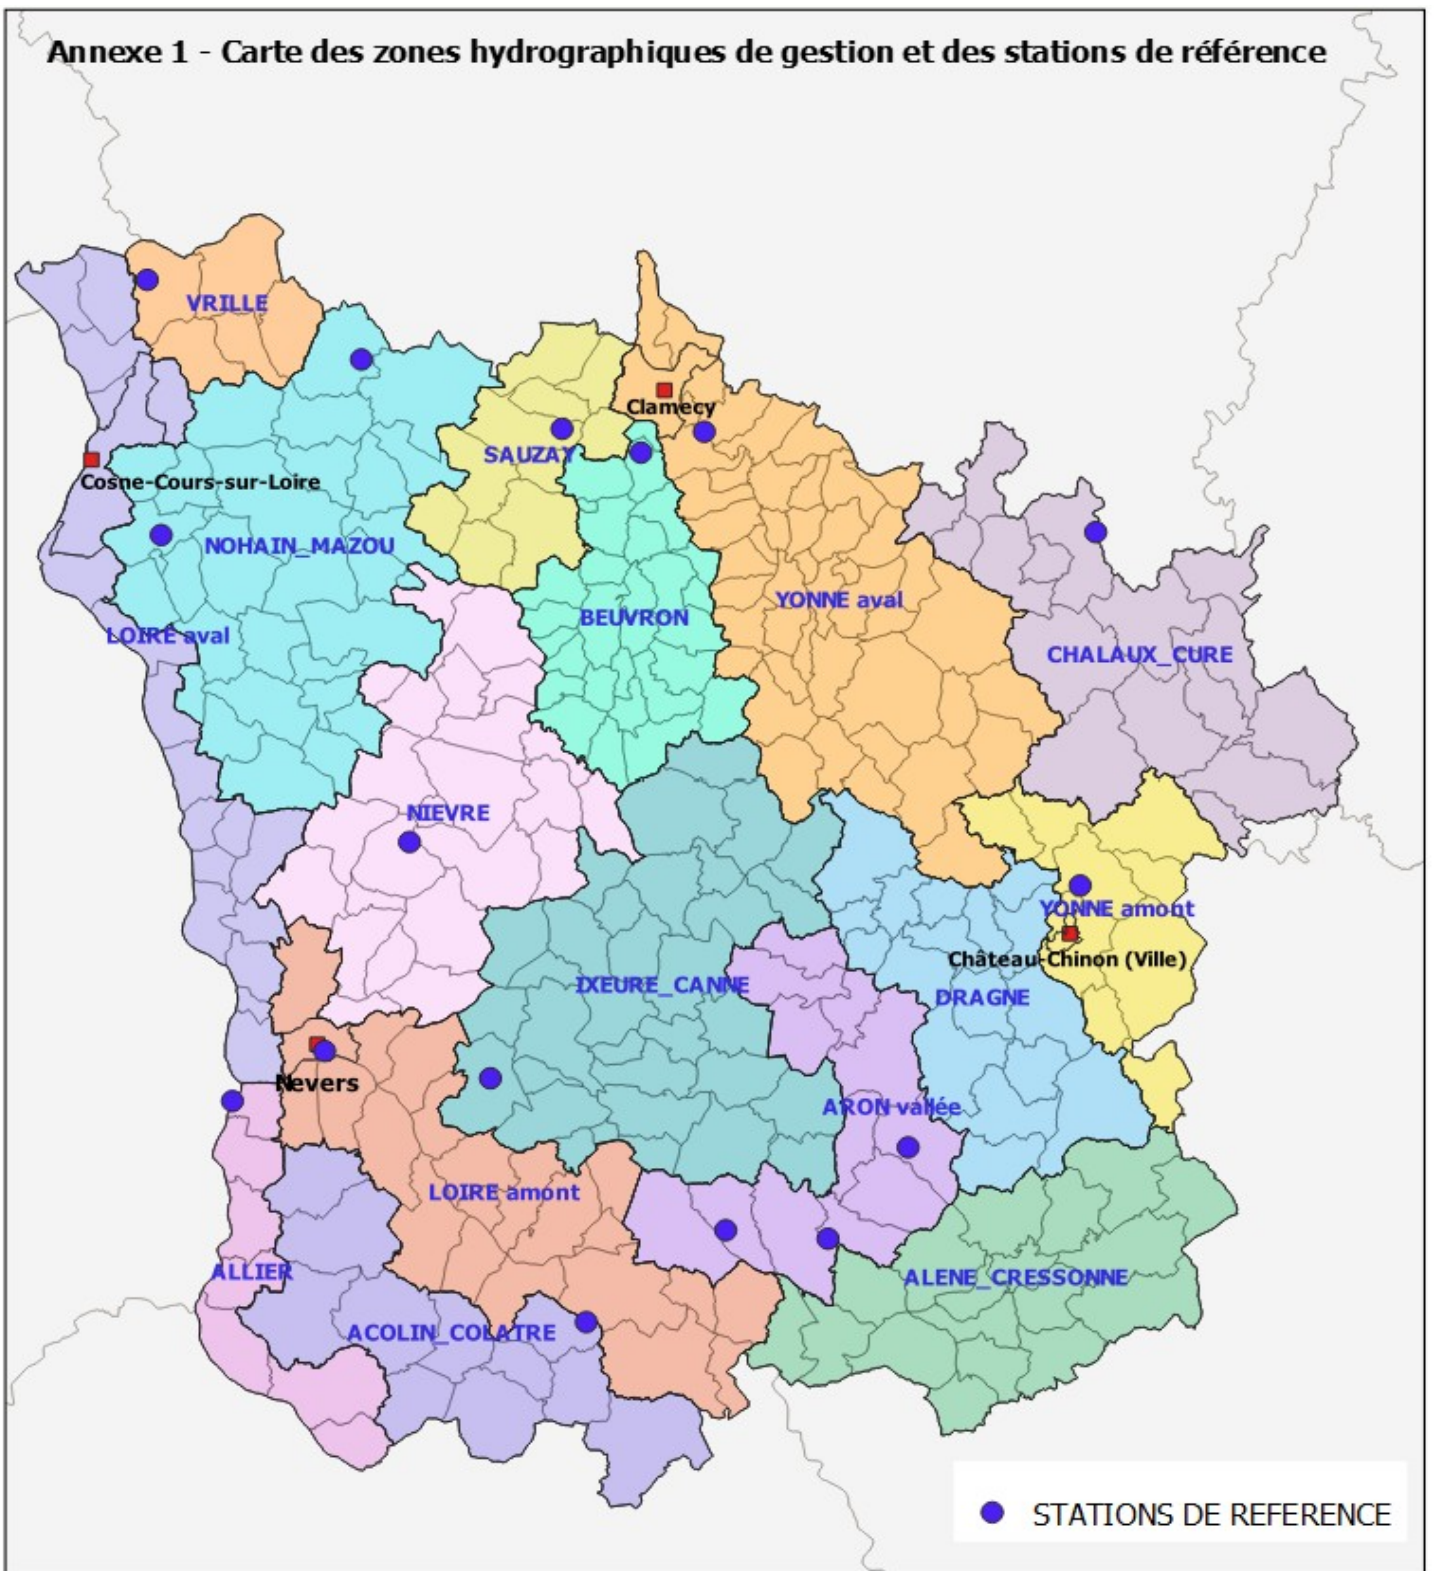 Annexe 1 - Carte des zones hydrographiques de gestion et des stations de référence
VRILLE
Clamecy
SAUZAY
Cosne-Cours-sur-Loire
NOHAIN_MAZOU
YONNE aval
BEUVRON
LOIRE aval
CHALAUX_CURE
NIEVRE
YONNE amont
Château-Chinon (Ville)
IXEURE_CANNE
DRAGNE
Nevers
ARON vallée
LOIRE amont
ALLIER
ALENE_CRESSONNE
ACOLIN_COLATRE
STATIONS DE REFERENCE